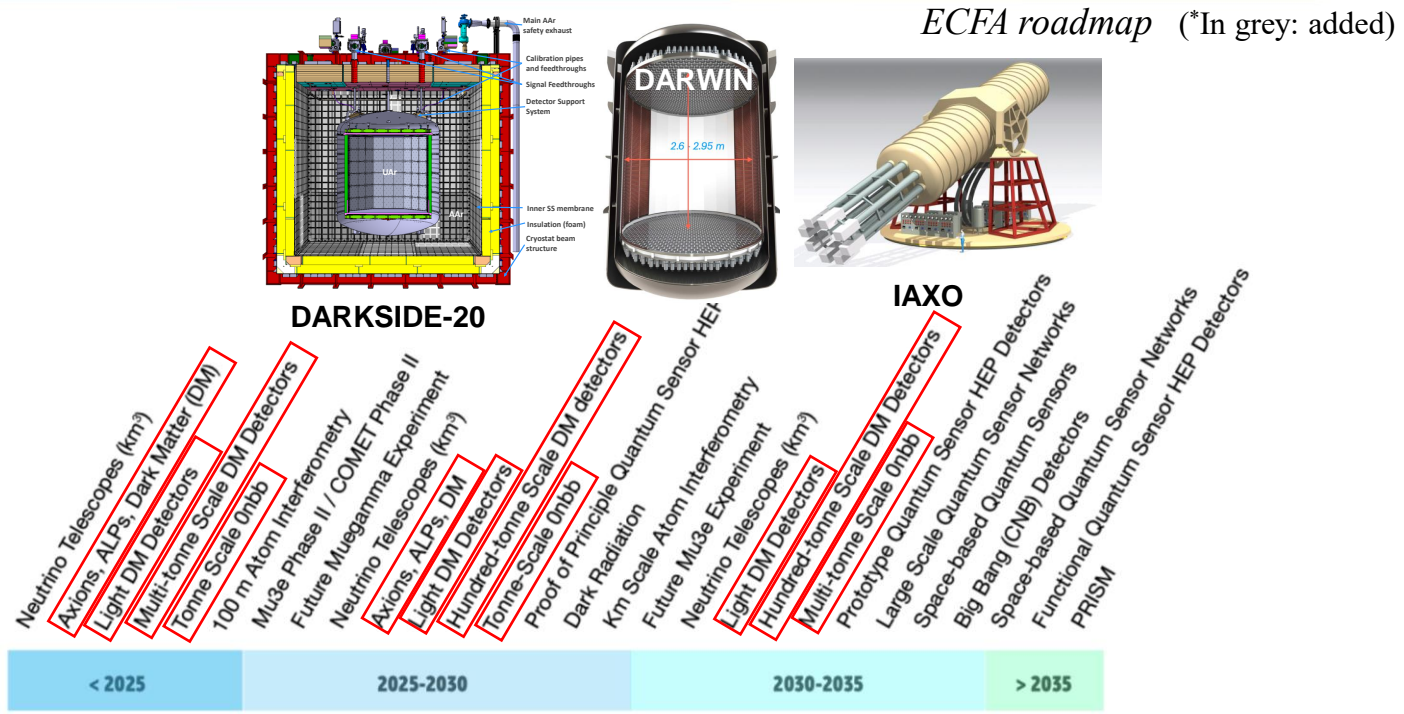 ECFA roadmap (*In grey: added)
Main AAr
safety exhaust
Calibration pipes
and feedthroughs
Signal Feedthroughs
Detector Support
System
UAr
AAr
Inner SS membrane
Insulation (foam)
Cryostat beam
structure
DARWIN
2.6 - 2.95 m
DARKSIDE-20
IAXO
Neutrino Telescopes (km³)
Axions, ALPs, Dark Matter (DM)
Light DM Detectors
Multi-tonne Scale DM Detectors
Tonne Scale 0nbb
100 m Atom Interferometry
Mu3e Phase II / COMET Phase II
Future Muegamma Experiment
Neutrino Telescopes (km³)
Axions, ALPs, DM
Light DM Detectors
Hundred-tonne Scale DM detectors
Tonne-Scale 0nbb
Proof of Principle Quantum Sensor HEP
Dark Radiation
Km Scale Atom Interferometry
Future Mu3e Experiment
Neutrino Telescopes (km³)
Light DM Detectors
Hundred-tonne Scale DM Detectors
Multi-tonne Scale 0nbb
Prototype Quantum Sensor HEP Detectors
Large Scale Quantum Sensor Networks
Space-based Quantum Sensors
Big Bang (CNB) Detectors
Space-based Quantum Sensor Networks
Functional Quantum Sensor HEP Detectors
PRISM
< 2025
2025-2030
2030-2035
> 2035